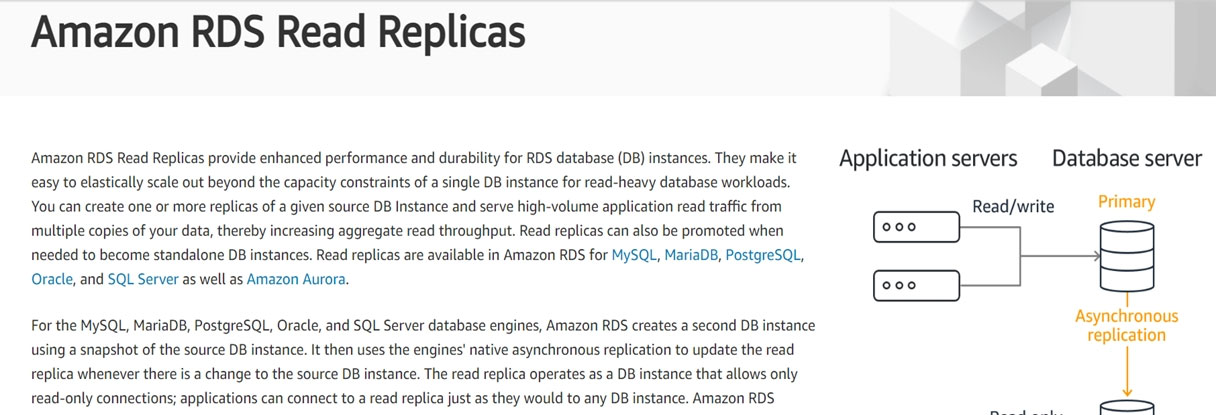 Amazon RDS Read Replicas
Amazon RDS Read Replicas provide enhanced performance and durability for RDS database (DB) instances. They make it
easy to elastically scale out beyond the capacity constraints of a single DB instance for read-heavy database workloads.
You can create one or more replicas of a given source DB Instance and serve high-volume application read traffic from
multiple copies of your data, thereby increasing aggregate read throughput. Read replicas can also be promoted when
needed to become standalone DB instances. Read replicas are available in Amazon RDS for MySQL, MariaDB, PostgreSQL,
Oracle, and SQL Server as well as Amazon Aurora.
For the MySQL, MariaDB, PostgreSQL, Oracle, and SQL Server database engines, Amazon RDS creates a second DB instance
using a snapshot of the source DB instance. It then uses the engines' native asynchronous replication to update the read
replica whenever there is a change to the source DB instance. The read replica operates as a DB instance that allows only
read-only connections; applications can connect to a read replica just as they would to any DB instance. Amazon RDS
Application servers
Database server
Primary
Read/write
Asynchronous
replication